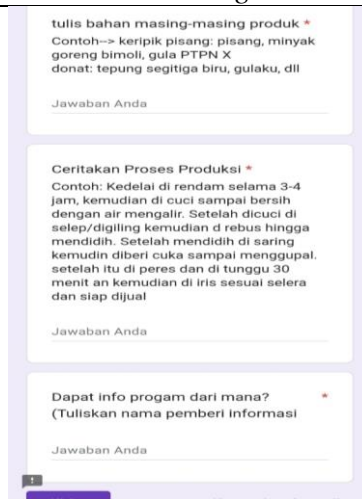 tulis bahan masing-masing produk *
Contoh--> keripik pisang: pisang, minyak
goreng bimoli, gula PTPN X
donat: tepung segitiga biru, gulaku, dll
Jawaban Anda
Ceritakan Proses Produksi *
Contoh: Kedelai di rendam selama 3-4
jam, kemudian di cuci sampai bersih
dengan air mengalir. Setelah dicuci di
selep/digiling kemudian d rebus hingga
mendidih. Setelah mendidih di saring
kemudin diberi cuka sampai menggupal.
setelah itu di peres dan di tunggu 30
menit an kemudian di iris sesuai selera
dan siap dijual
Jawaban Anda
Dapat info progam dari mana? *
(Tuliskan nama pemberi informasi
Jawaban Anda